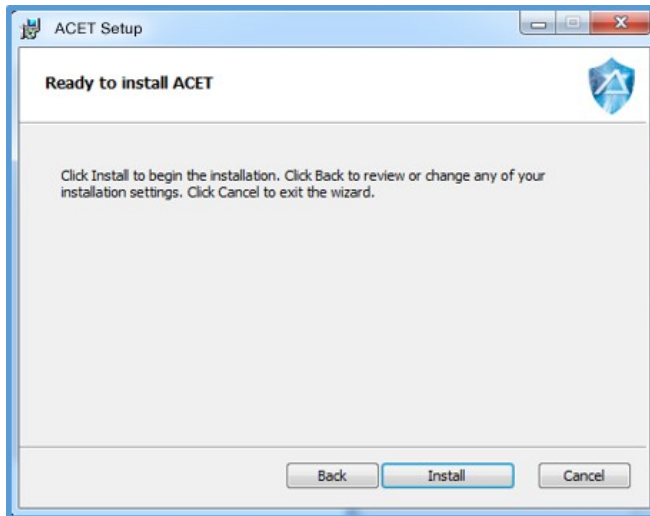 ACET Setup
Ready to install ACET
Click Install to begin the installation. Click Back to review or change any of your
installation settings. Click Cancel to exit the wizard.
Back Install Cancel